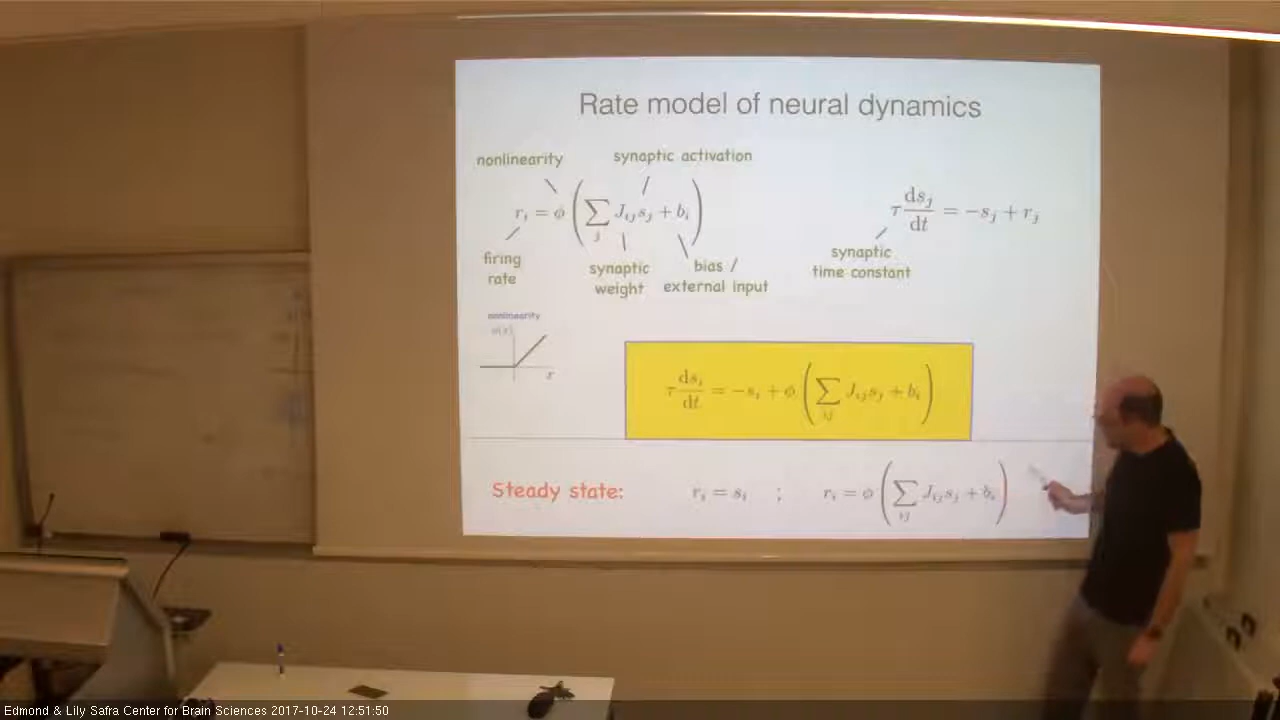 Rate model of neural dynamics
nonlinearity
synaptic activation
r_i = ϕ ( ∑_j J_ij s_j + b_i )
τ ds_j/dt = -s_j + r_j
firing rate
synaptic weight
bias / external input
synaptic time constant
nonlinearity
x
τ ds_i/dt = -s_i + ϕ ( ∑_ij J_ij s_j + b_i )
Steady state: r_i = s_i ; r_i = ϕ ( ∑_ij J_ij s_j + b_i )
Edmond & Lily Safra Center for Brain Sciences 2017-10-24 12:51:50